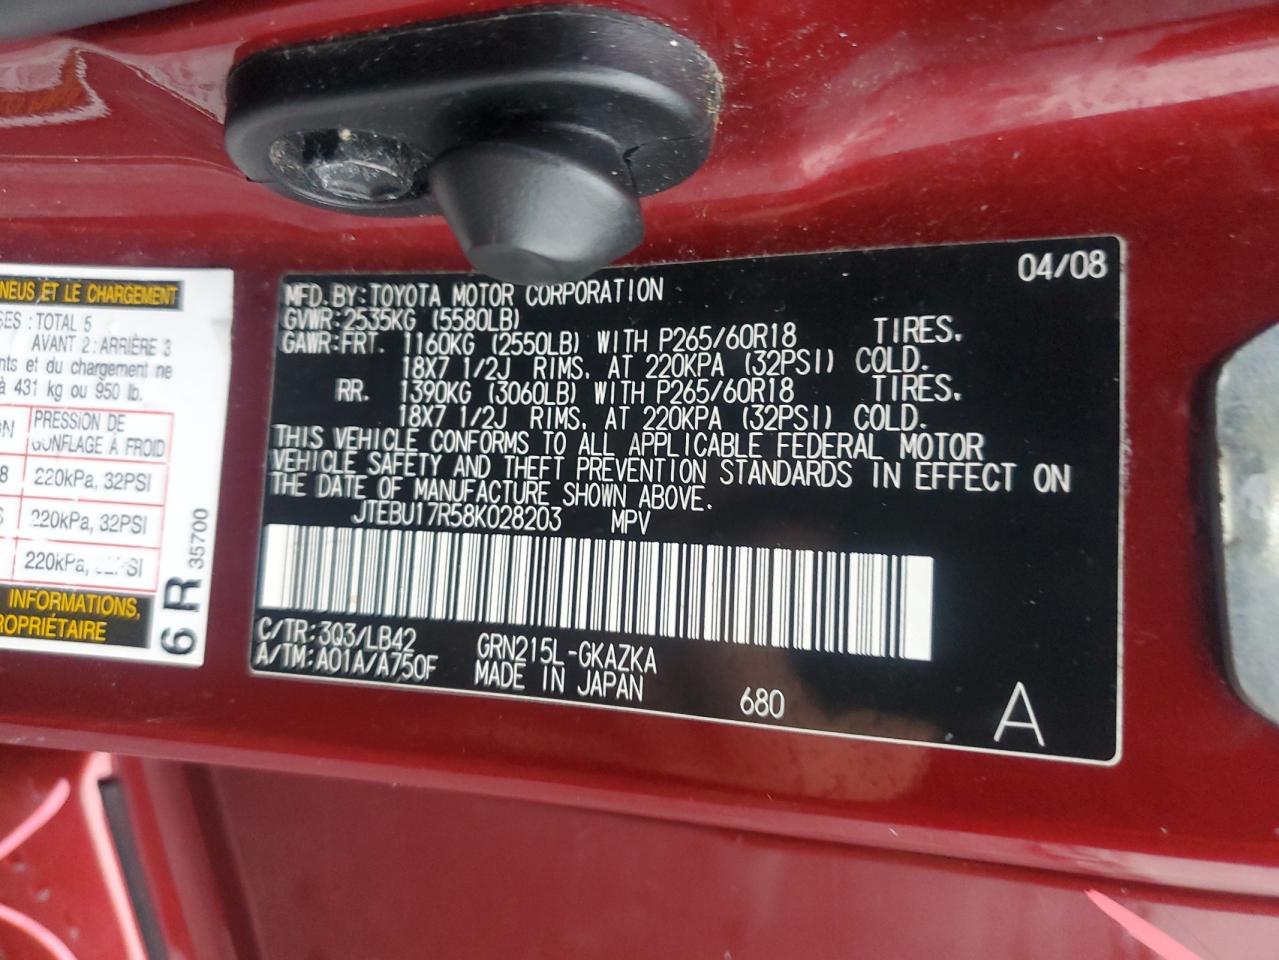 NEUS ET LE CHARGEMENT
SES : TOTAL 5
AVANT 2 : ARRIÈRE 3
ents et du chargement ne
à 431 kg ou 950 lb.
PRESSION DE
GONFLAGE À FROID
8 220kPa, 32PSI
220kPa, 32PSI
220kPa,
INFORMATIONS,
ROPRIÉTAIRE
6R 35700
04/08
MFD. BY: TOYOTA MOTOR CORPORATION
GVWR: 2535KG (5580LB)
GAWR: FRT. 1160KG (2550LB) WITH P265/60R18 TIRES.
18X7 1/2J RIMS. AT 220KPA (32PSI) COLD.
RR. 1390KG (3060LB) WITH P265/60R18 TIRES.
18X7 1/2J RIMS. AT 220KPA (32PSI) COLD.
THIS VEHICLE CONFORMS TO ALL APPLICABLE FEDERAL MOTOR
VEHICLE SAFETY AND THEFT PREVENTION STANDARDS IN EFFECT ON
THE DATE OF MANUFACTURE SHOWN ABOVE.
JTEBU17R58K028203 MPV
C/TR: 3Q3/LB42 GRN215L-GKAZKA
A/TM: A01A/A750F MADE IN JAPAN
680
A